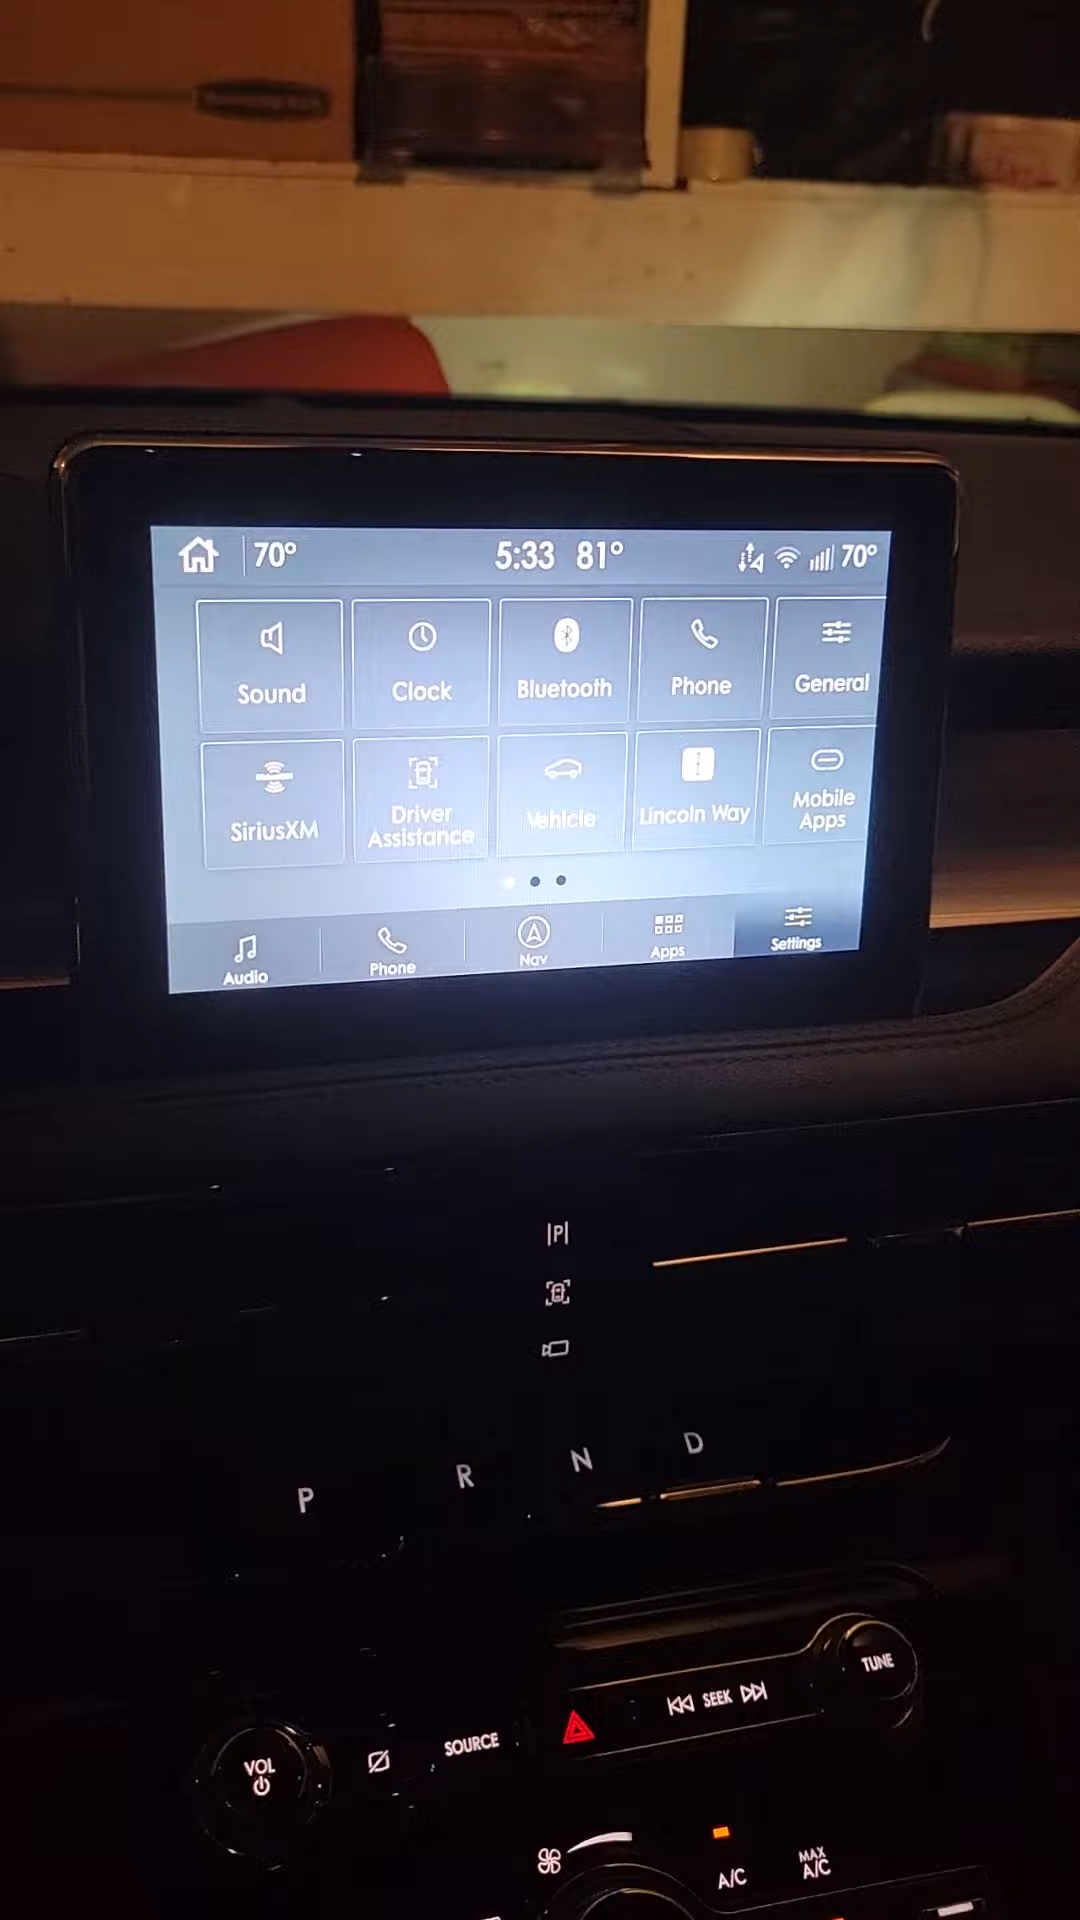 70°
5:33 81°
70°
Sound
Clock
Bluetooth
Phone
General
SiriusXM
Driver
Assistance
Vehicle
Lincoln Way
Mobile
Apps
Audio
Phone
Nav
Apps
Settings
|P|
P R N D
TUNE
SEEK
SOURCE
VOL
A/C
MAX
A/C